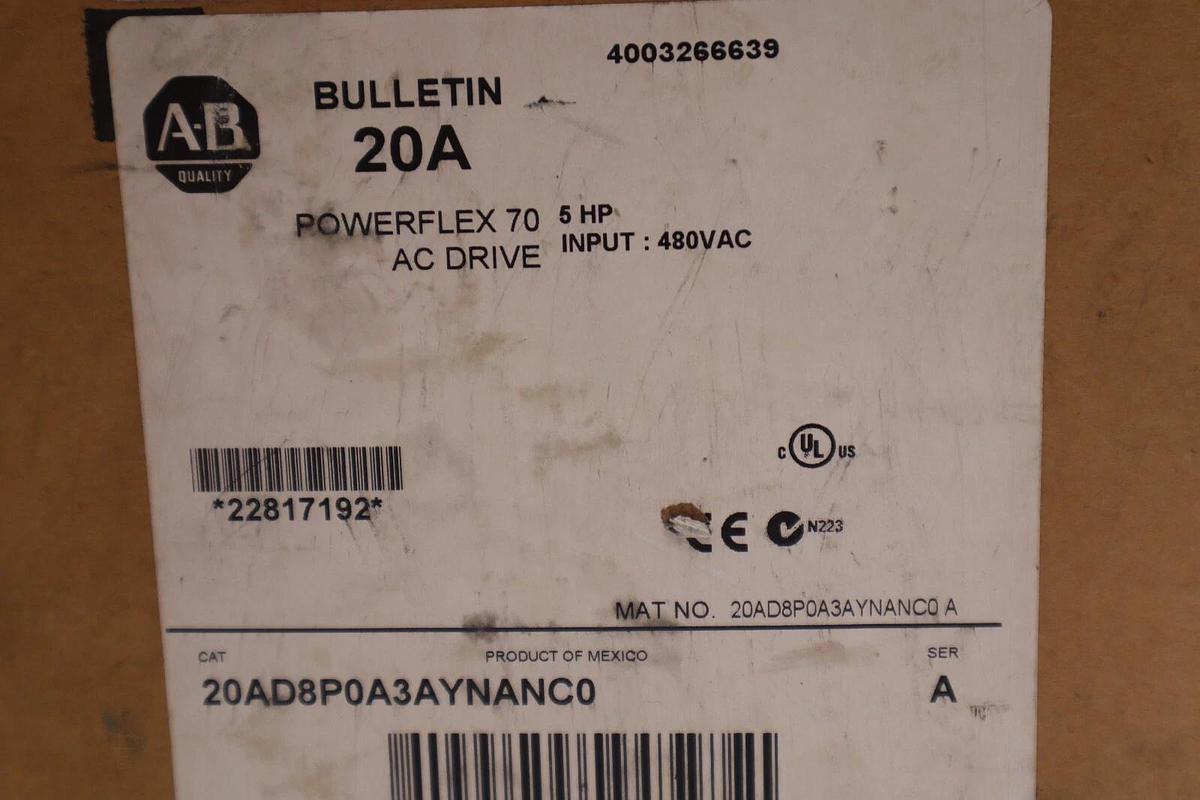 4003266639
A-B
QUALITY
BULLETIN
20A
POWERFLEX 70
AC DRIVE
5 HP
INPUT : 480VAC
*22817192*
C UL US
CE N223
MAT NO. 20AD8P0A3AYNANC0 A
CAT
PRODUCT OF MEXICO
SER
20AD8P0A3AYNANC0
A